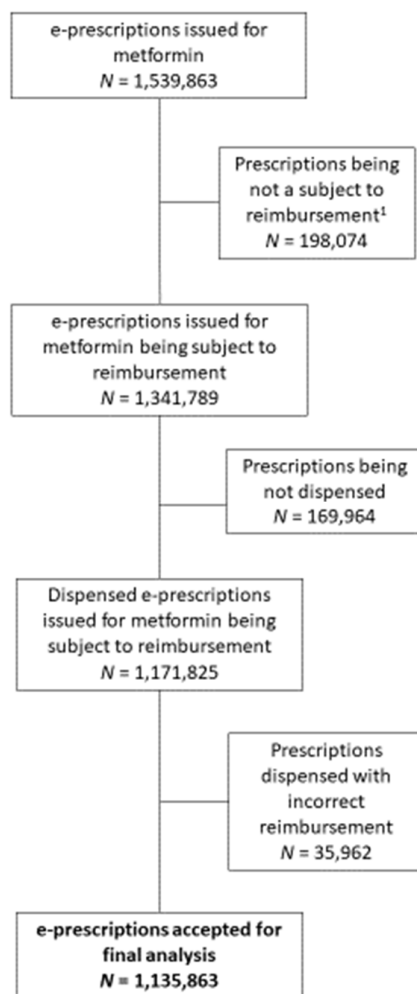 e-prescriptions issued for
metformin
N = 1,539,863
Prescriptions being
not a subject to
reimbursement¹
N = 198,074
e-prescriptions issued for
metformin being subject to
reimbursement
N = 1,341,789
Prescriptions being
not dispensed
N = 169,964
Dispensed e-prescriptions
issued for metformin being
subject to reimbursement
N = 1,171,825
Prescriptions
dispensed with
incorrect
reimbursement
N = 35,962
e-prescriptions accepted for
final analysis
N = 1,135,863